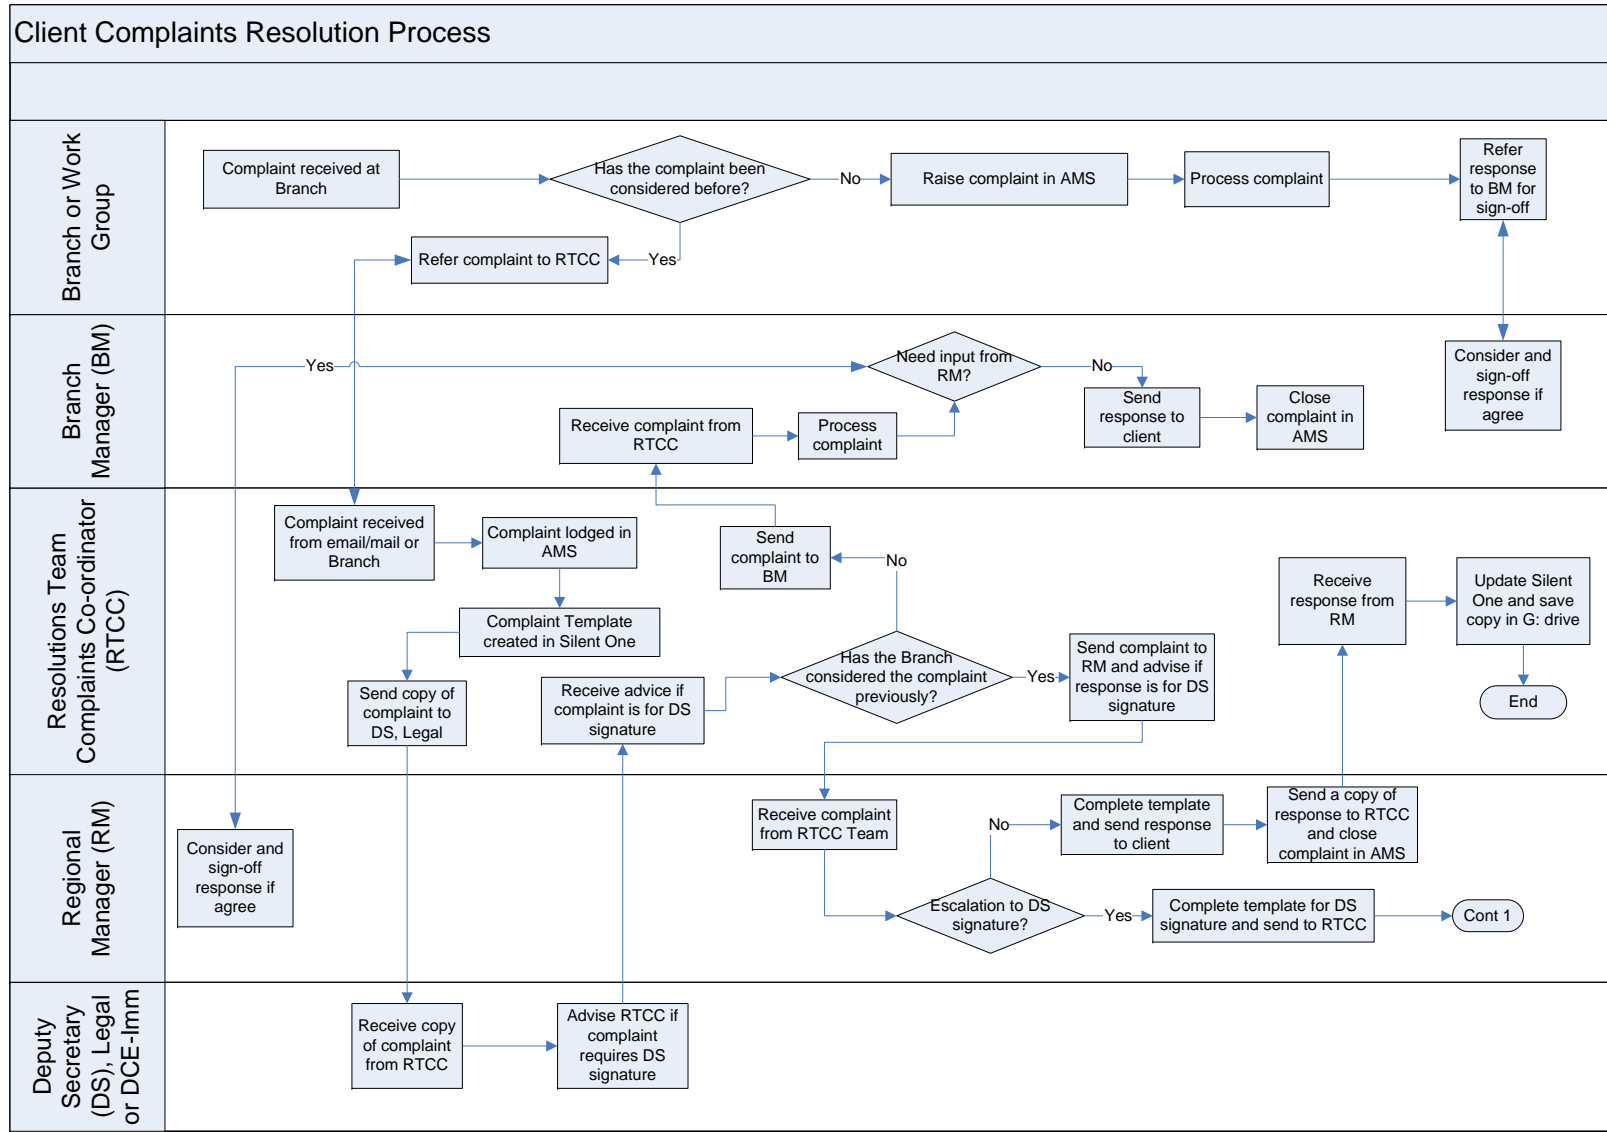 Client Complaints Resolution Process
Branch or Work
Group
Complaint received at
Branch
Has the complaint been
considered before?
No
Raise complaint in AMS
Process complaint
Refer
response
to BM for
sign-off
Refer complaint to RTCC
Yes
Branch
Manager (BM)
Yes
Need input from
RM?
No
Send
response to
client
Close
complaint in
AMS
Consider and
sign-off
response if
agree
Receive complaint from
RTCC
Process
complaint
Resolutions Team
Complaints Co-ordinator
(RTCC)
Complaint received
from email/mail or
Branch
Complaint lodged in
AMS
Send
complaint to
BM
No
Receive
response from
RM
Update Silent
One and save
copy in G: drive
Complaint Template
created in Silent One
Has the Branch
considered the complaint
previously?
Yes
Send complaint to
RM and advise if
response is for DS
signature
Send copy of
complaint to
DS, Legal
Receive advice if
complaint is for DS
signature
End
Regional
Manager (RM)
Consider and
sign-off
response if
agree
Receive complaint
from RTCC Team
No
Complete template
and send response
to client
Send a copy of
response to RTCC
and close
complaint in AMS
Escalation to DS
signature?
Yes
Complete template for DS
signature and send to RTCC
Cont 1
Deputy
Secretary
(DS), Legal
or DCE-Imm
Receive copy
of complaint
from RTCC
Advise RTCC if
complaint
requires DS
signature